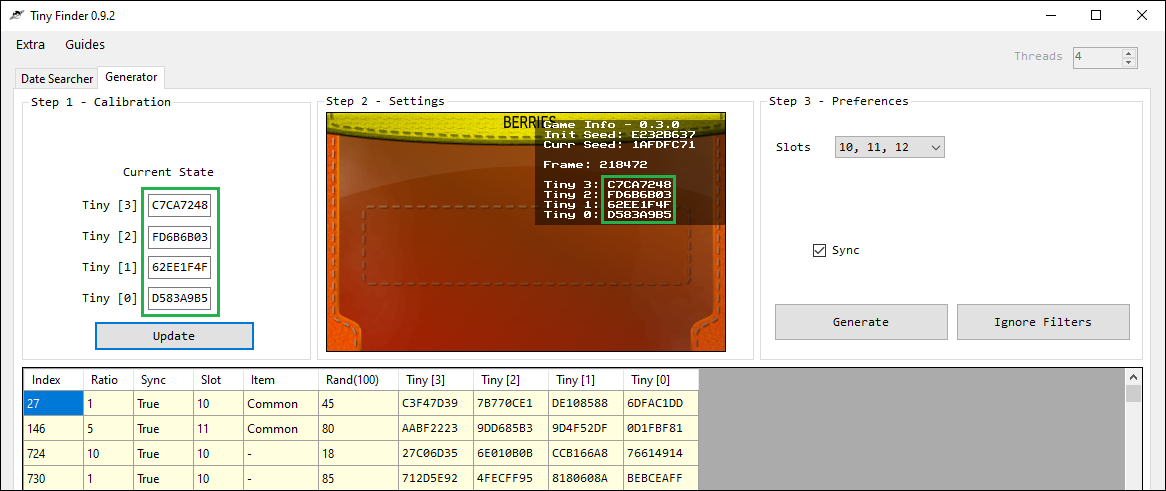 Tiny Finder 0.9.2
Extra Guides
Threads 4
Date Searcher Generator
Step 1 - Calibration
Current State
Tiny [3] C7CA7248
Tiny [2] FD6B6B03
Tiny [1] 62EE1F4F
Tiny [0] D583A9B5
Update
Step 2 - Settings
BERRIES
Game Info - 0.3.0
Init Seed: E232B637
Curr Seed: 1AFDFC71
Frame: 218472
Tiny 3: C7CA7248
Tiny 2: FD6B6B03
Tiny 1: 62EE1F4F
Tiny 0: D583A9B5
Step 3 - Preferences
Slots 10, 11, 12
Sync
Generate Ignore Filters
Index Ratio Sync Slot Item Rand(100) Tiny [3] Tiny [2] Tiny [1] Tiny [0]
27 1 True 10 Common 45 C3F47D39 7B770CE1 DE108588 6DFAC1DD
146 5 True 11 Common 80 AABF2223 9DD685B3 9D4F52DF 0D1FBF81
724 10 True 10 - 18 27C06D35 6E010B0B CCB166A8 76614914
730 1 True 10 - 85 712D5E92 4FECFF95 8180608A BEBCEAFF